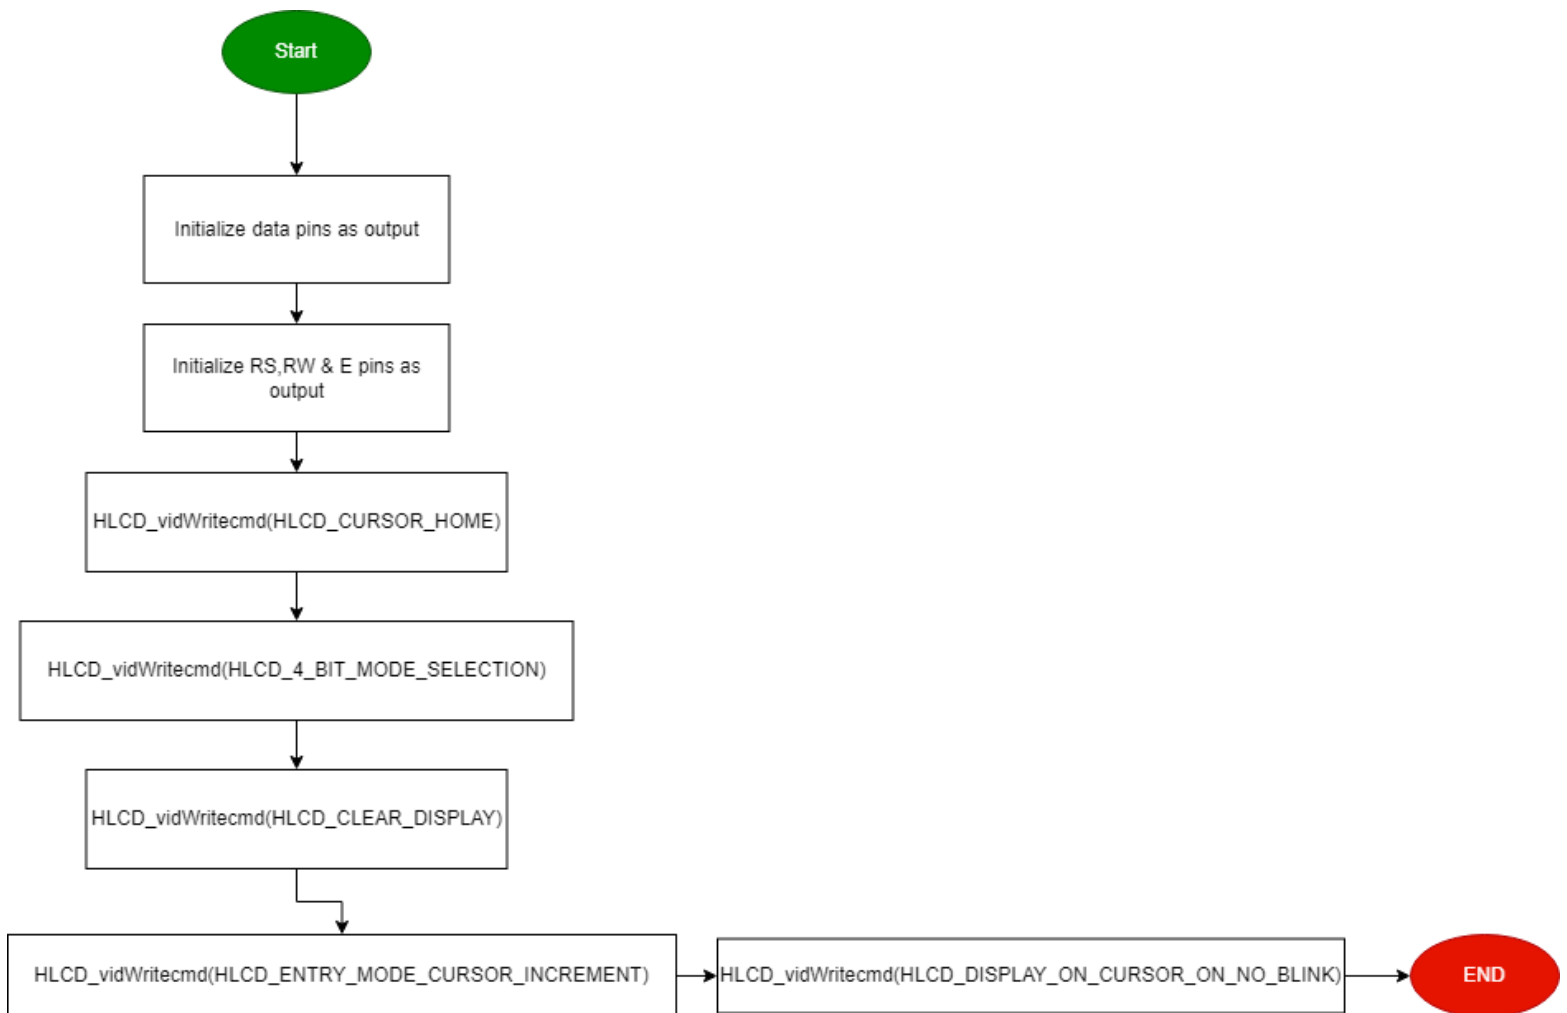 Start
Initialize data pins as output
Initialize RS,RW & E pins as
output
HLCD_vidWritecmd(HLCD_CURSOR_HOME)
HLCD_vidWritecmd(HLCD_4_BIT_MODE_SELECTION)
HLCD_vidWritecmd(HLCD_CLEAR_DISPLAY)
HLCD_vidWritecmd(HLCD_ENTRY_MODE_CURSOR_INCREMENT)
HLCD_vidWritecmd(HLCD_DISPLAY_ON_CURSOR_ON_NO_BLINK)
END